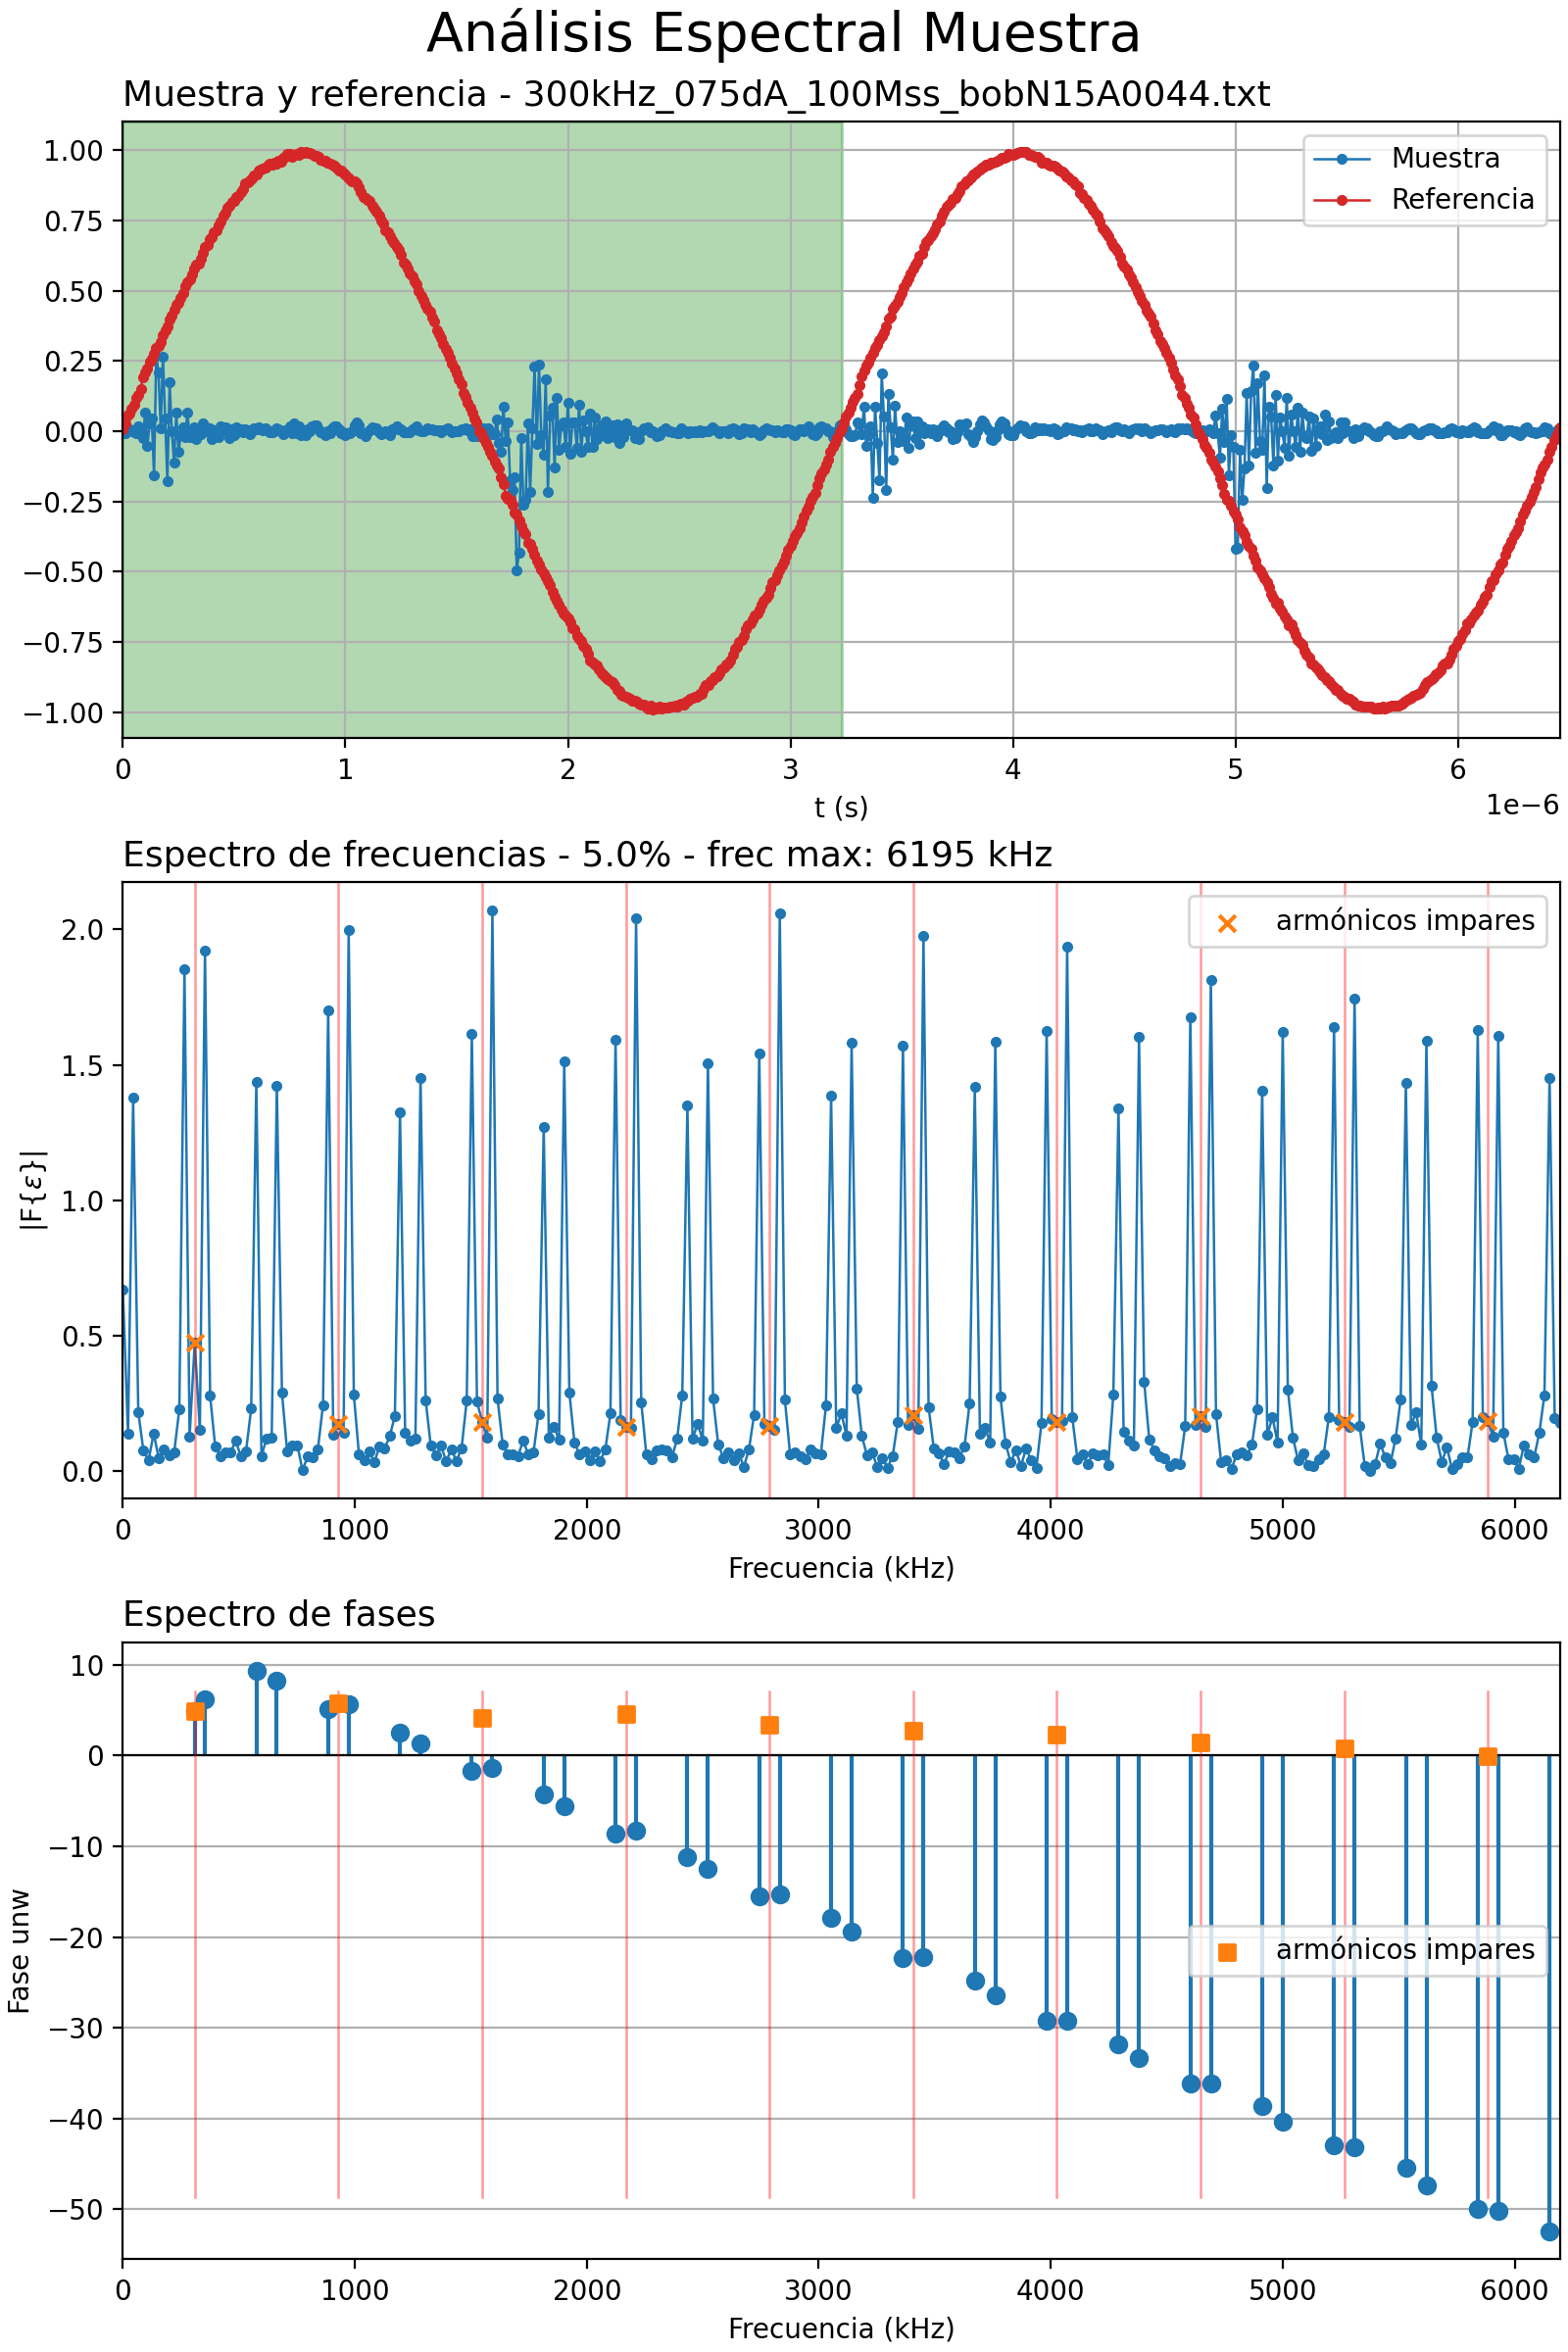 Análisis Espectral Muestra
Muestra y referencia - 300kHz_075dA_100Mss_bobN15A0044.txt
1.00
0.75
0.50
0.25
0.00
−0.25
−0.50
−0.75
−1.00
Muestra
Referencia
0 1 2 3 4 5 6
t (s)
1e−6
Espectro de frecuencias - 5.0% - frec max: 6195 kHz
armónicos impares
2.0
1.5
1.0
0.5
0.0
|F{ε}|
0 1000 2000 3000 4000 5000 6000
Frecuencia (kHz)
Espectro de fases
10
0
−10
−20
−30
−40
−50
Fase unw
armónicos impares
0 1000 2000 3000 4000 5000 6000
Frecuencia (kHz)